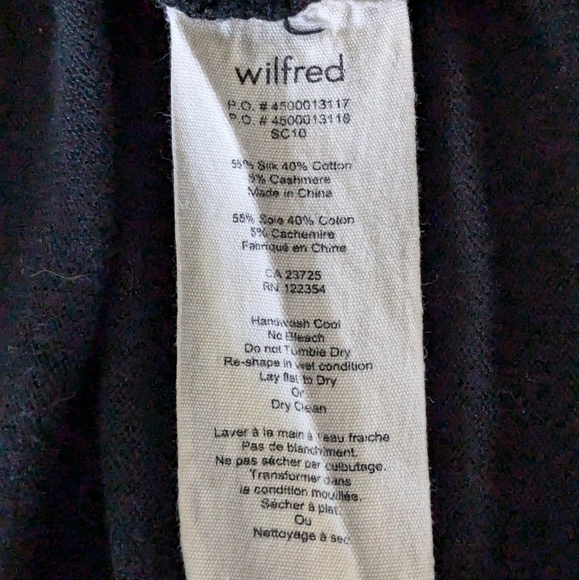 wilfred
P.O. # 4500013117
P.O. # 4500013118
SC10
55% Silk 40% Cotton
5% Cashmere
Made in China
55% Soie 40% Coton
5% Cachemire
Fabriqué en Chine
CA 23725
RN 122354
Handwash Cool
No Bleach
Do not Tumble Dry
Re-shape in wet condition
Lay flat to Dry
Or
Dry Clean
Laver à la main à l'eau fraiche
Pas de blanchiment.
Ne pas sécher par culbutage.
Transformer dans
la condition mouillée.
Sécher à plat.
Ou
Nettoyage à sec